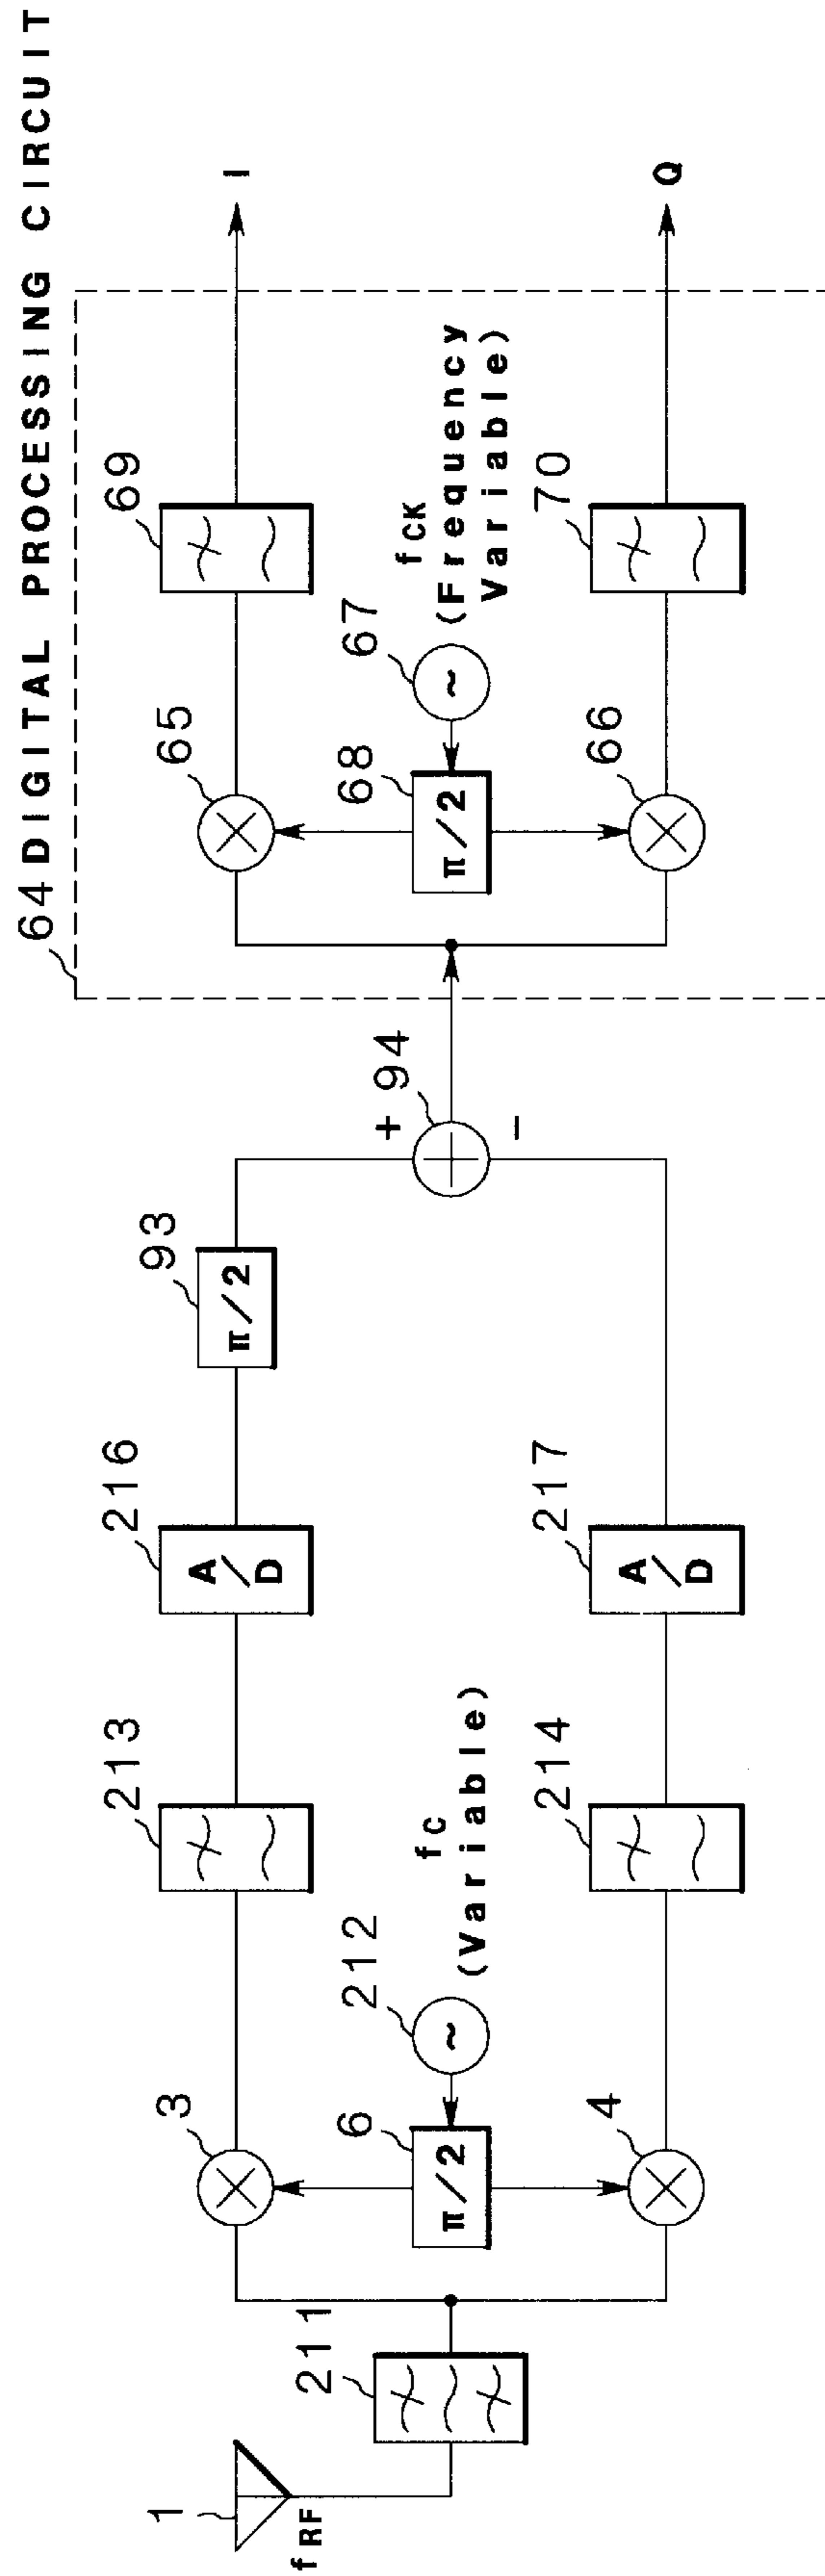 64 DIGITAL PROCESSING CIRCUIT
1
fRF
211
3
6
π/2
4
212
~
fC
(Variable)
213
214
216
A/D
217
A/D
93
π/2
94
+
−
65
68
π/2
66
67
~
fCK
(Frequency
Variable)
69
70
I
Q